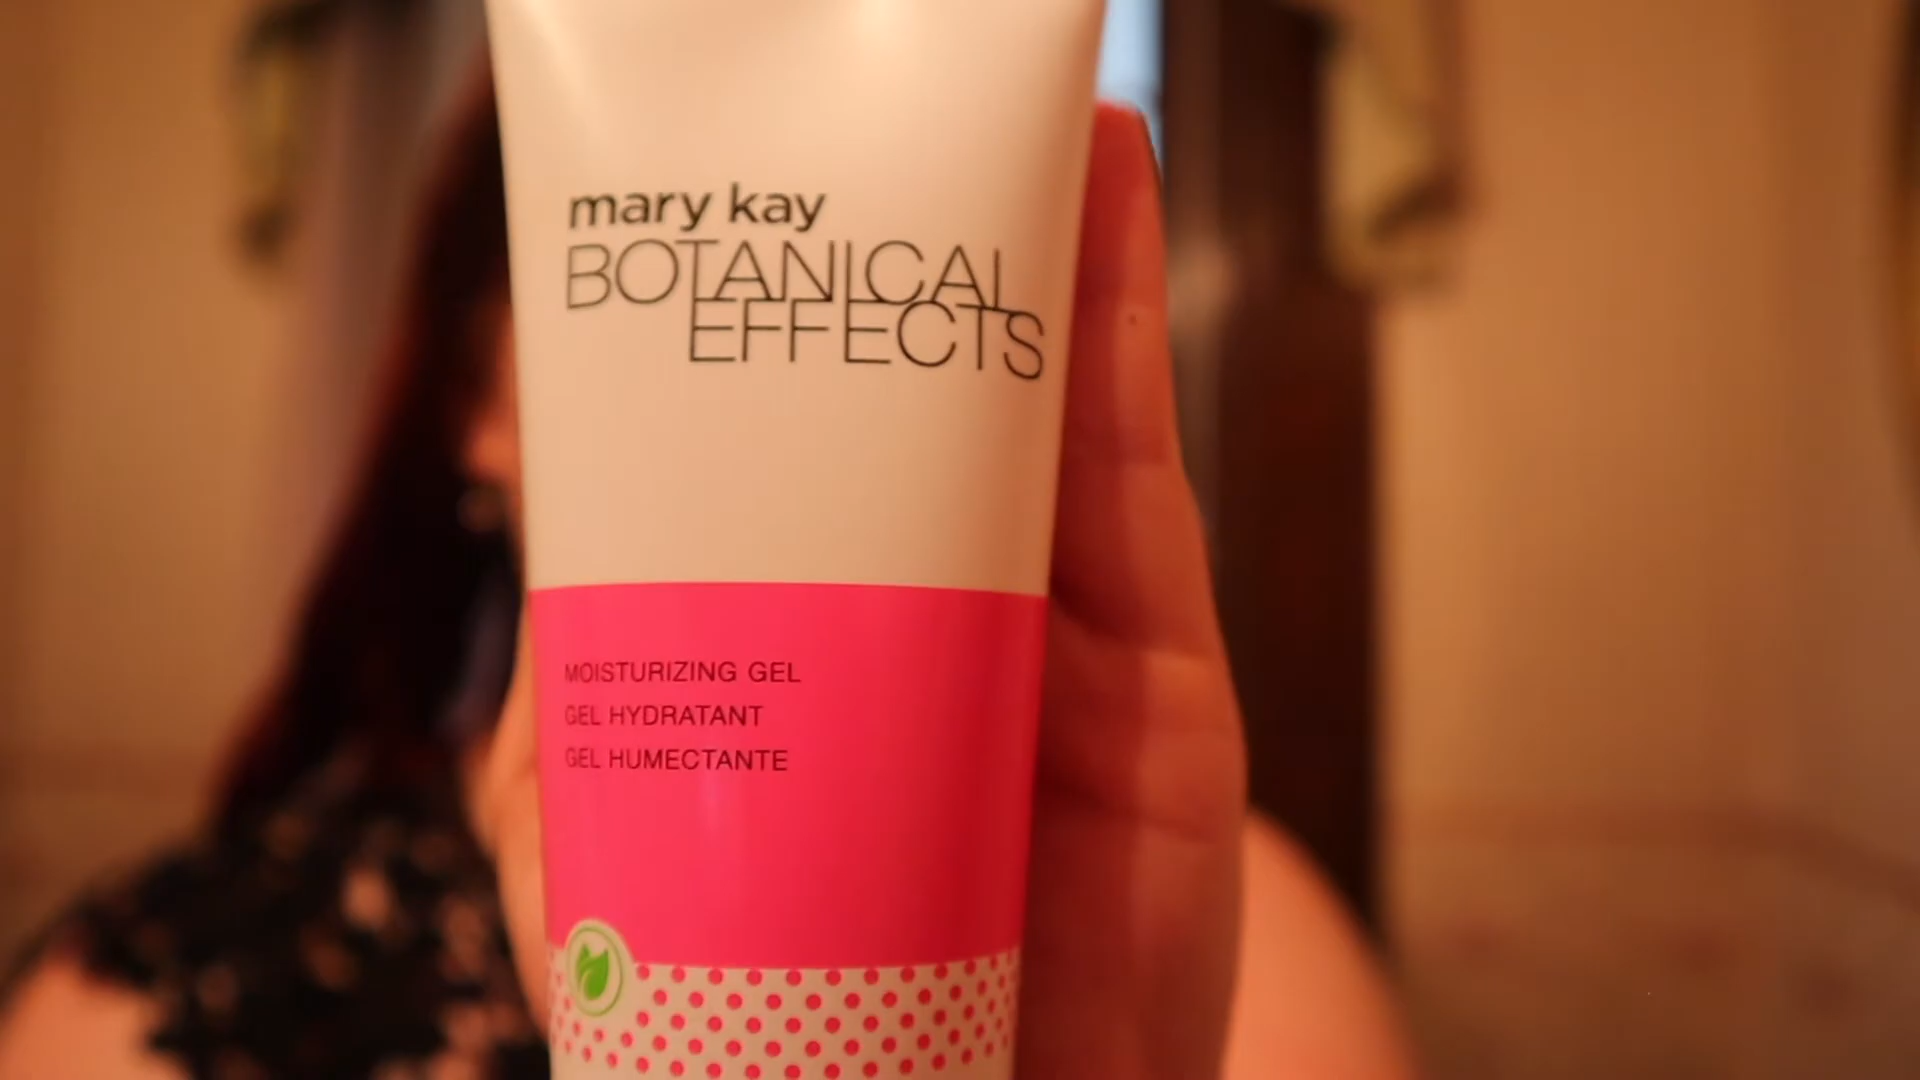 mary kay
BOTANICAL
EFFECTS
MOISTURIZING GEL
GEL HYDRATANT
GEL HUMECTANTE